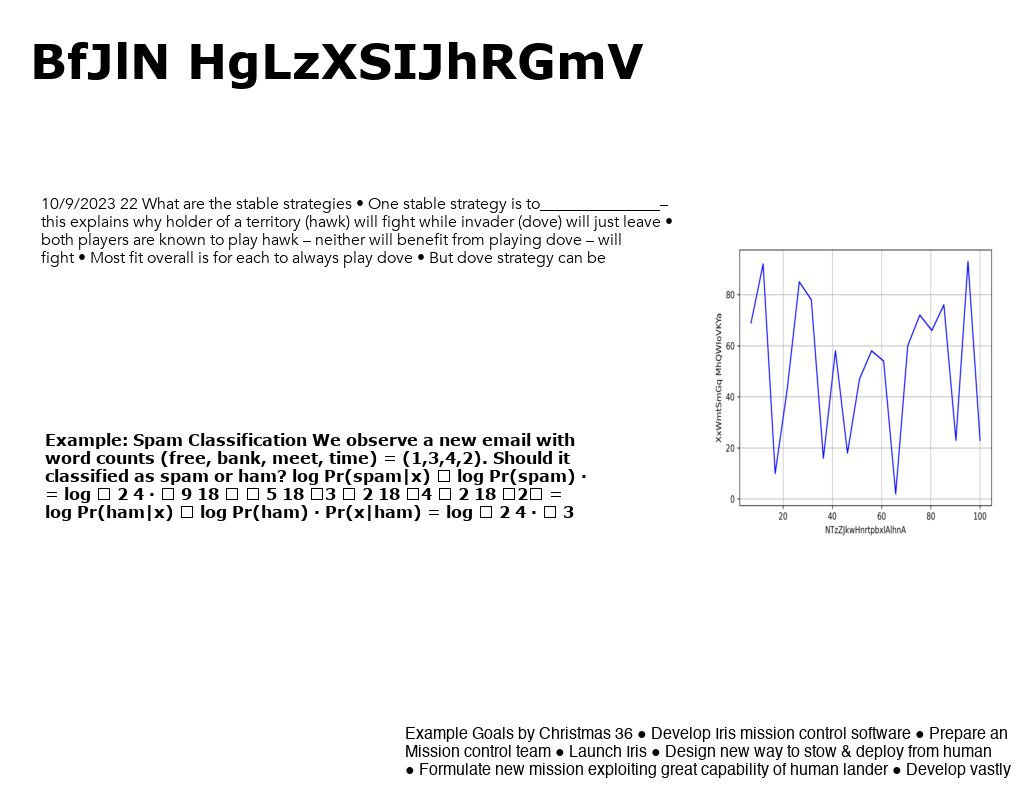 BfJlN HgLzXSIJhRGmV
10/9/2023 22 What are the stable strategies • One stable strategy is to_______________–
this explains why holder of a territory (hawk) will fight while invader (dove) will just leave •
both players are known to play hawk – neither will benefit from playing dove – will
fight • Most fit overall is for each to always play dove • But dove strategy can be
80
60
40
20
0
XxWmtSmGq MhQWloVKYa
20 40 60 80 100
NTzZJkwHnrtpbxlAlhnA
Example: Spam Classification We observe a new email with
word counts (free, bank, meet, time) = (1,3,4,2). Should it
classified as spam or ham? log Pr(spam|x) □ log Pr(spam) ·
= log □ 2 4 · □ 9 18 □ □ 5 18 □3 □ 2 18 □4 □ 2 18 □2□ =
log Pr(ham|x) □ log Pr(ham) · Pr(x|ham) = log □ 2 4 · □ 3
Example Goals by Christmas 36 ● Develop Iris mission control software ● Prepare an
Mission control team ● Launch Iris ● Design new way to stow & deploy from human
● Formulate new mission exploiting great capability of human lander ● Develop vastly